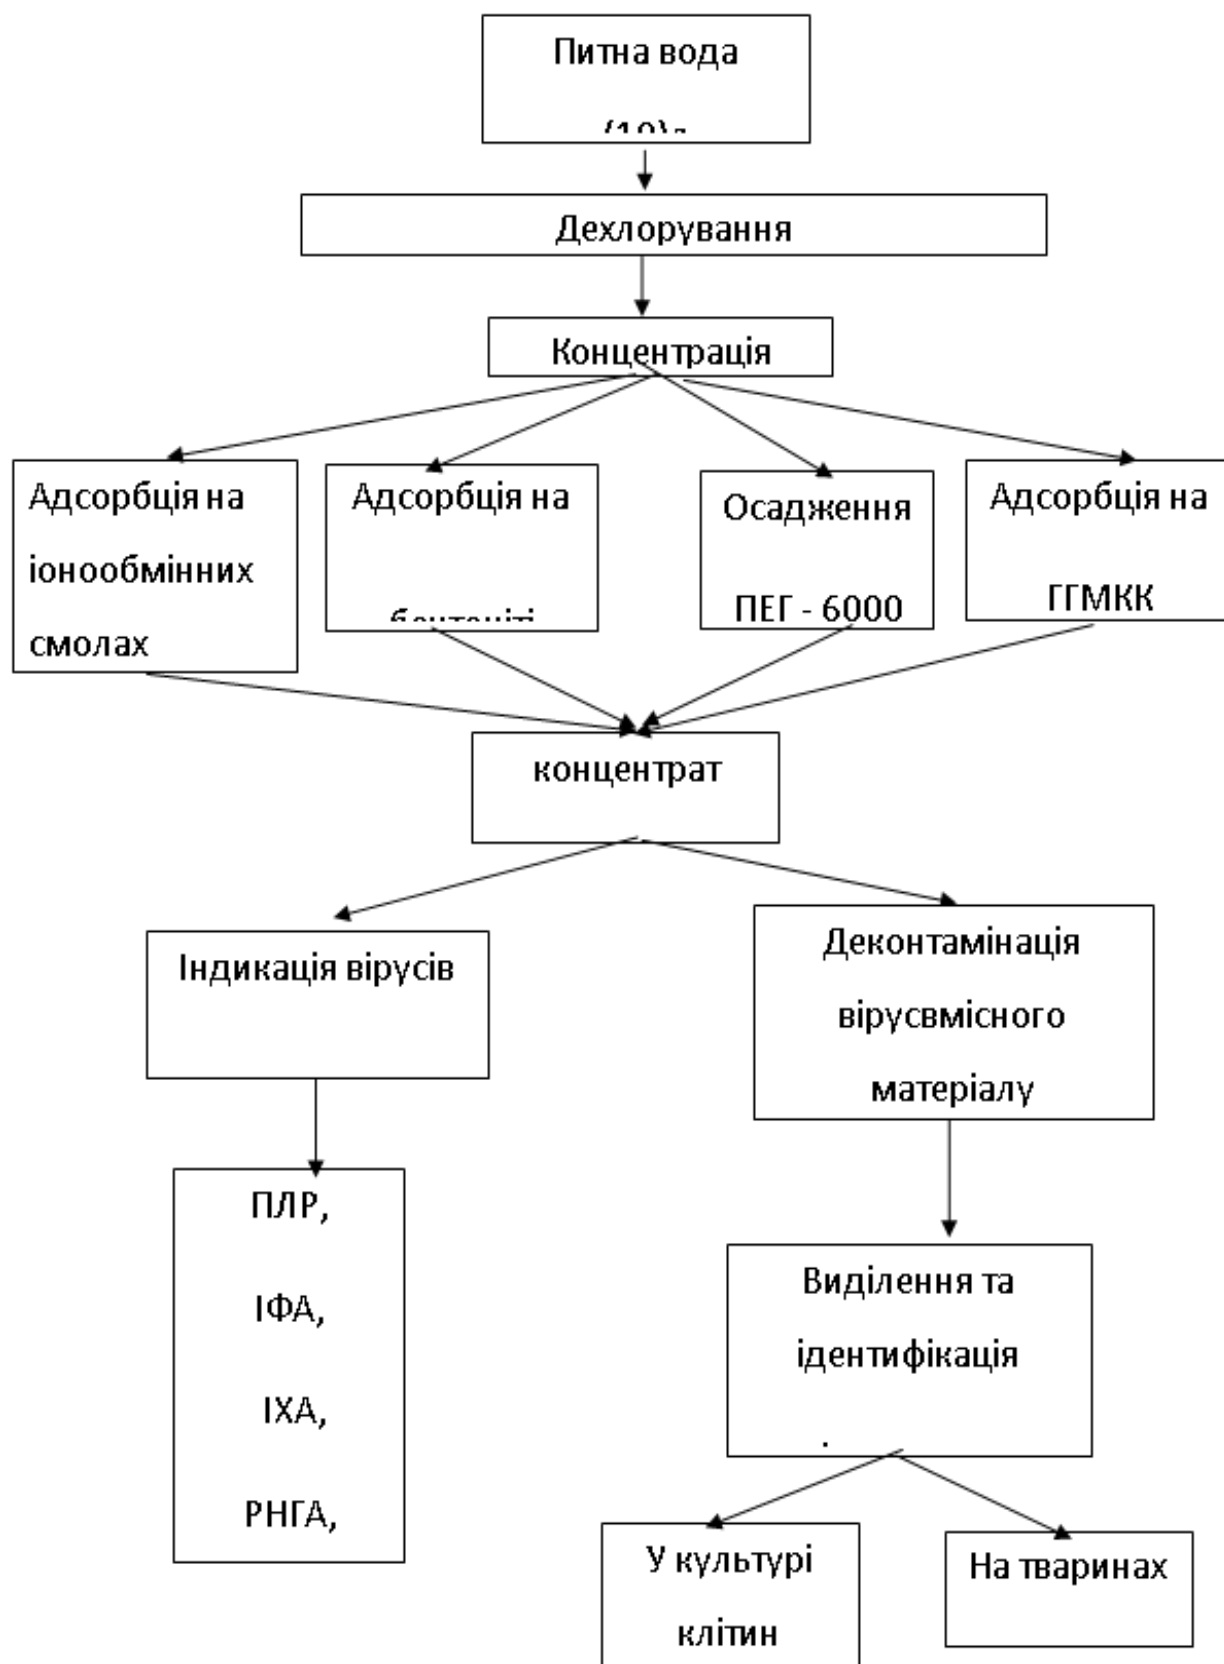 Питна вода
Дехлорування
Концентрація
Адсорбція на
іонообмінних
смолах
Адсорбція на
Осадження
ПЕГ - 6000
Адсорбція на
ГГМКК
концентрат
Індикація вірусів
Деконтамінація
вірусвмісного
матеріалу
ПЛР,
ІФА,
ІХА,
РНГА,
Виділення та
ідентифікація
У культурі
клітин
На тваринах